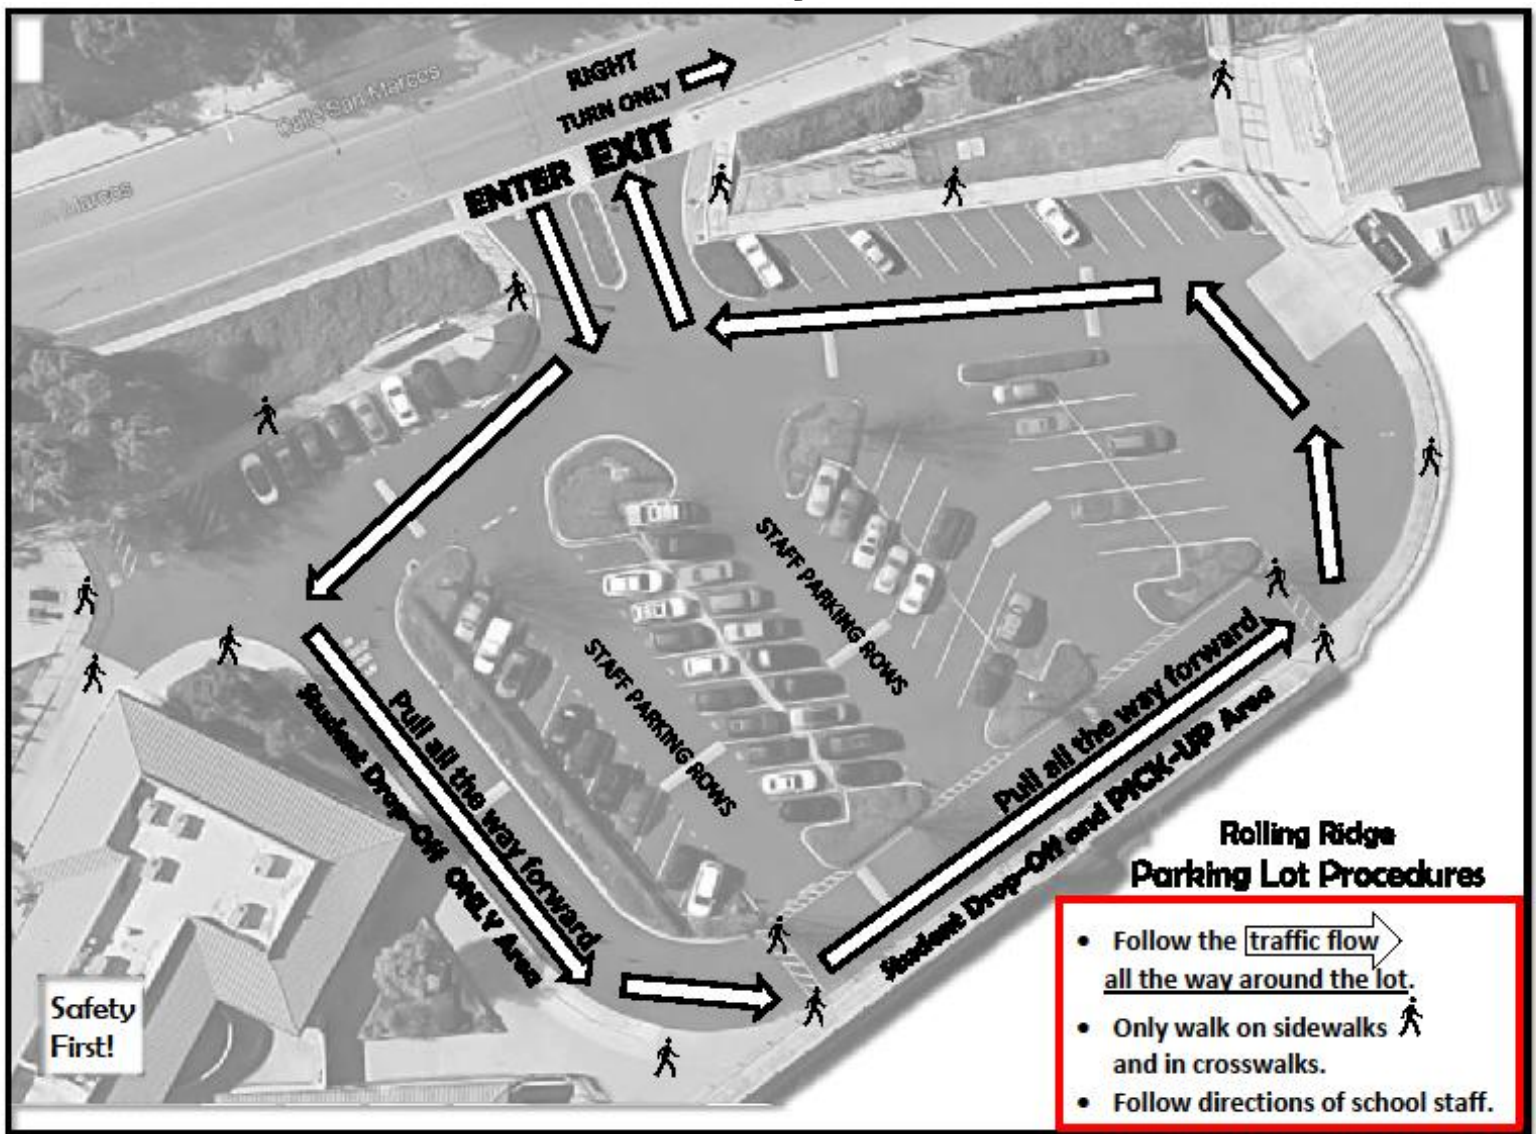 Calle San Marcos
Marcos
RIGHT
TURN ONLY
ENTER EXIT
STAFF PARKING ROWS
STAFF PARKING ROWS
Pull all the way forward
Student Drop-Off ONLY Area
Pull all the way forward
Student Drop-Off and PICK-UP Area
Rolling Ridge
Parking Lot Procedures
• Follow the traffic flow
all the way around the lot.
• Only walk on sidewalks
and in crosswalks.
• Follow directions of school staff.
Safety
First!